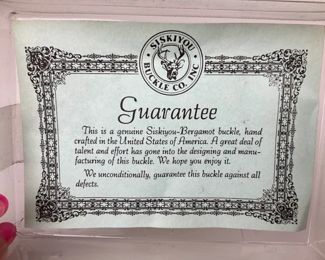 SISKIYOU
BUCKLE CO. INC
Guarantee
This is a genuine Siskiyou-Bergamot buckle, hand
crafted in the United States of America. A great deal of
talent and effort has gone into the designing and manu-
facturing of this buckle. We hope you enjoy it.
We unconditionally, guarantee this buckle against all
defects.